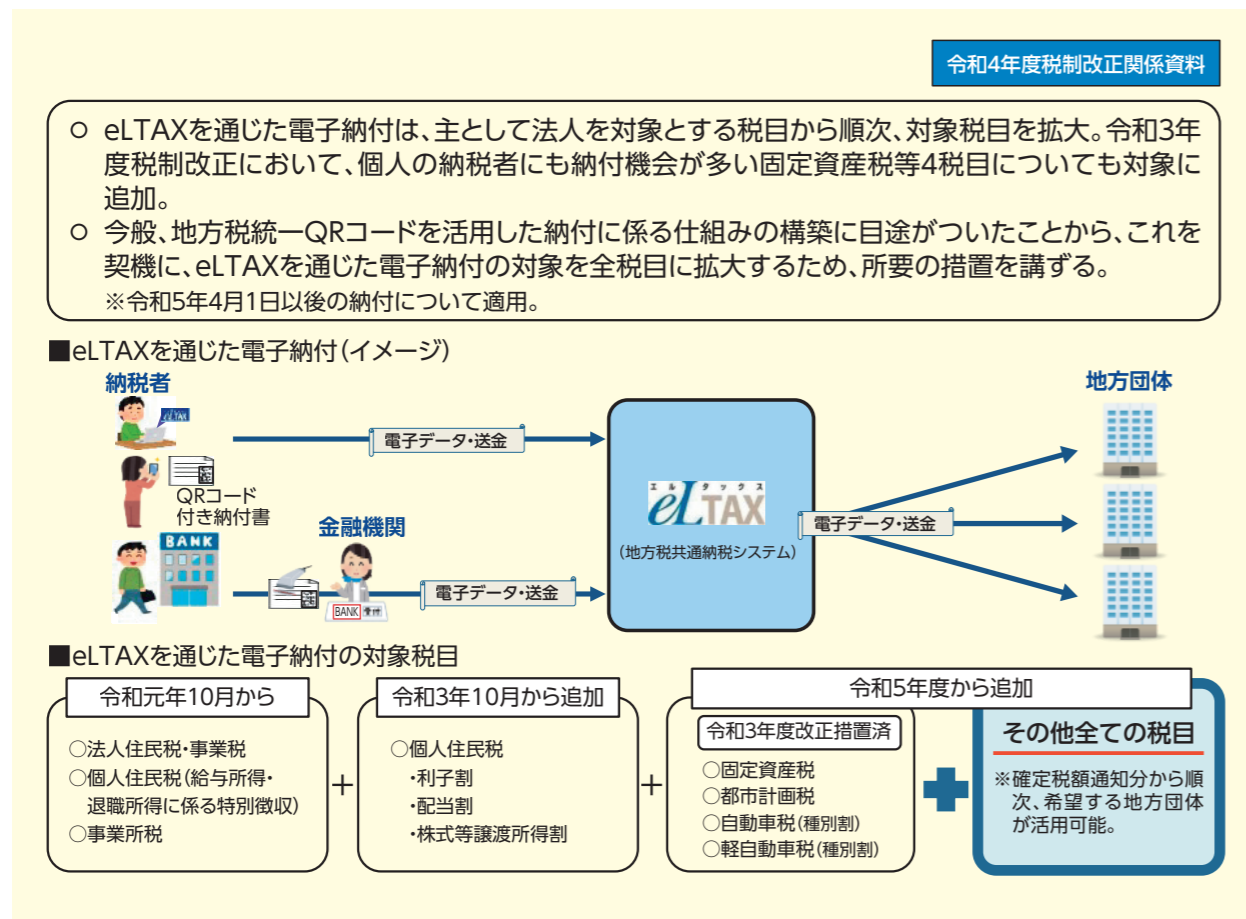 令和4年度税制改正関係資料
○ eLTAXを通じた電子納付は、主として法人を対象とする税目から順次、対象税目を拡大。令和3年
度税制改正において、個人の納税者にも納付機会が多い固定資産税等4税目についても対象に
追加。
○ 今般、地方税統一QRコードを活用した納付に係る仕組みの構築に目途がついたことから、これを
契機に、eLTAXを通じた電子納付の対象を全税目に拡大するため、所要の措置を講ずる。
※令和5年4月1日以後の納付について適用。
■eLTAXを通じた電子納付(イメージ)
納税者
地方団体
eLTAX
電子データ・送金
QRコード
付き納付書
エルタックス
eLTAX
(地方税共通納税システム)
電子データ・送金
金融機関
BANK
BANK 受付
電子データ・送金
■eLTAXを通じた電子納付の対象税目
令和元年10月から
○法人住民税・事業税
○個人住民税(給与所得・
退職所得に係る特別徴収)
○事業所税
+
令和3年10月から追加
○個人住民税
・利子割
・配当割
・株式等譲渡所得割
+
令和5年度から追加
令和3年度改正措置済
○固定資産税
○都市計画税
○自動車税(種別割)
○軽自動車税(種別割)
その他全ての税目
※確定税額通知分から順
次、希望する地方団体
が活用可能。